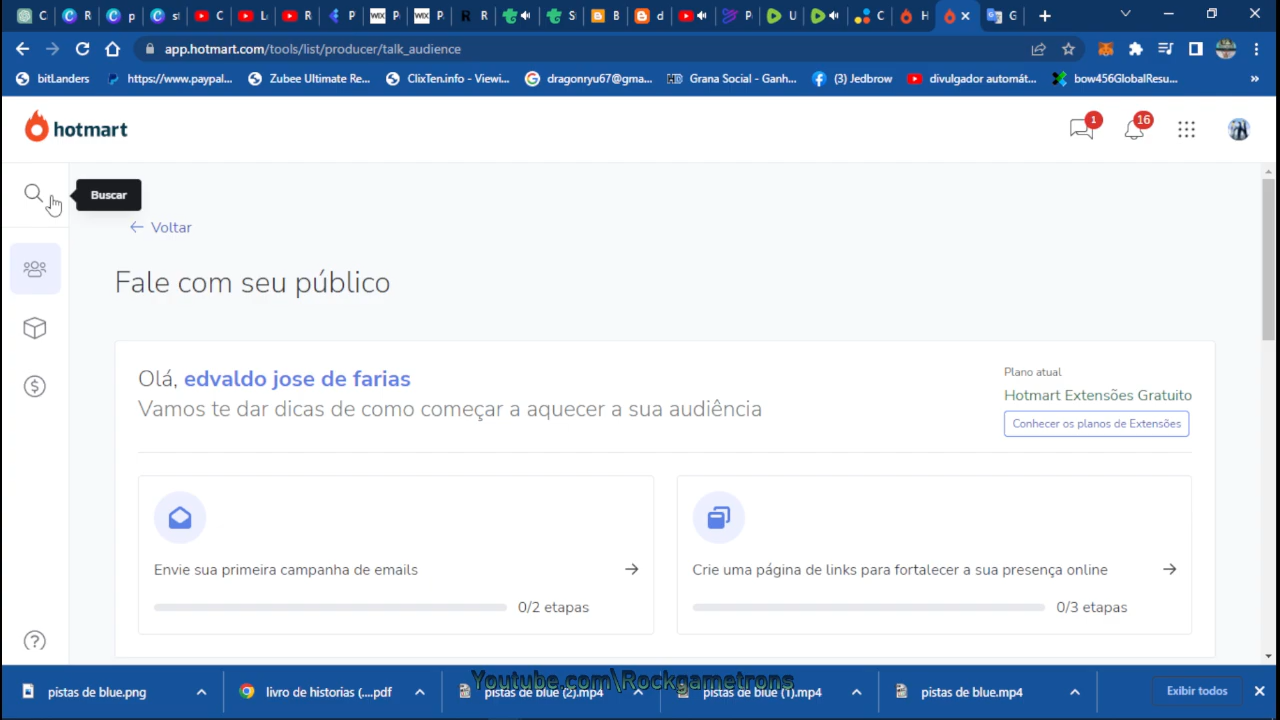 C
R
p
s
C
L
R
P
P
P
R
S
B
d
P
U
C
H
G
app.hotmart.com/tools/list/producer/talk_audience
bitLanders
https://www.paypal...
Zubee Ultimate Re...
ClixTen.info - Viewi...
dragonryu67@gma...
Grana Social - Ganh...
(3) Jedbrow
divulgador automát...
bow456GlobalResu...
»
hotmart
1
16
Buscar
← Voltar
Fale com seu público
Olá, edvaldo jose de farias
Vamos te dar dicas de como começar a aquecer a sua audiência
Plano atual
Hotmart Extensões Gratuito
Conhecer os planos de Extensões
Envie sua primeira campanha de emails
0/2 etapas
Crie uma página de links para fortalecer a sua presença online
0/3 etapas
pistas de blue.png
livro de historias (....pdf
pistas de blue (2).mp4
pistas de blue (1).mp4
pistas de blue.mp4
Exibir todos
Youtube.com\Rockgametrons